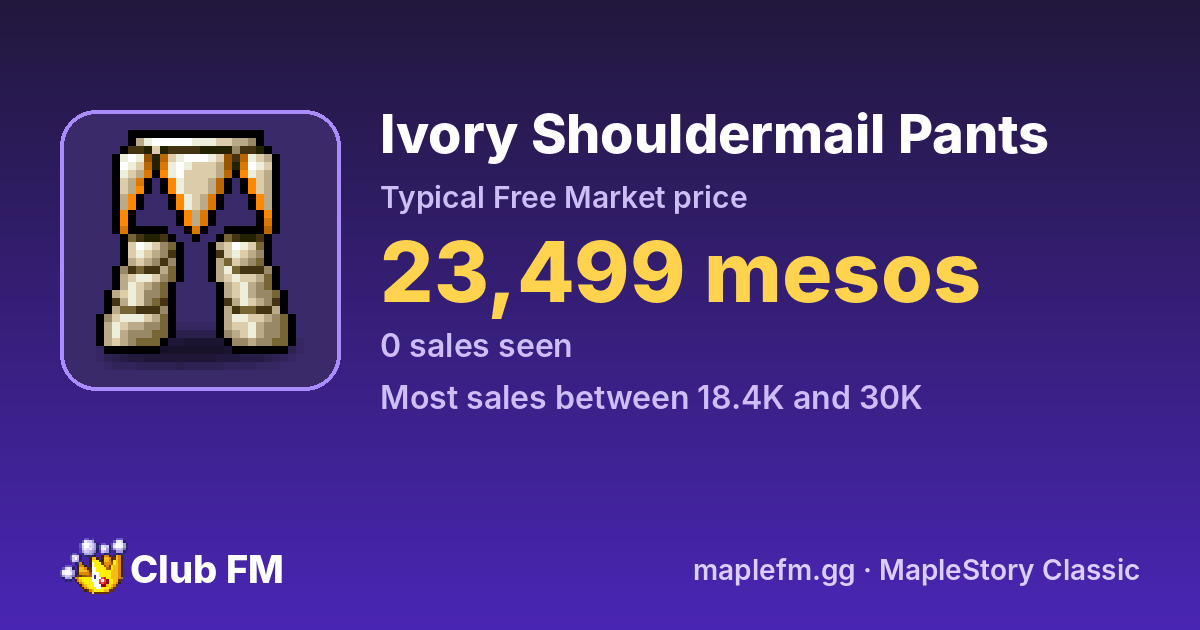 Ivory Shouldermail Pants
Typical Free Market price
23,499 mesos
0 sales seen
Most sales between 18.4K and 30K
Club FM
maplefm.gg · MapleStory Classic